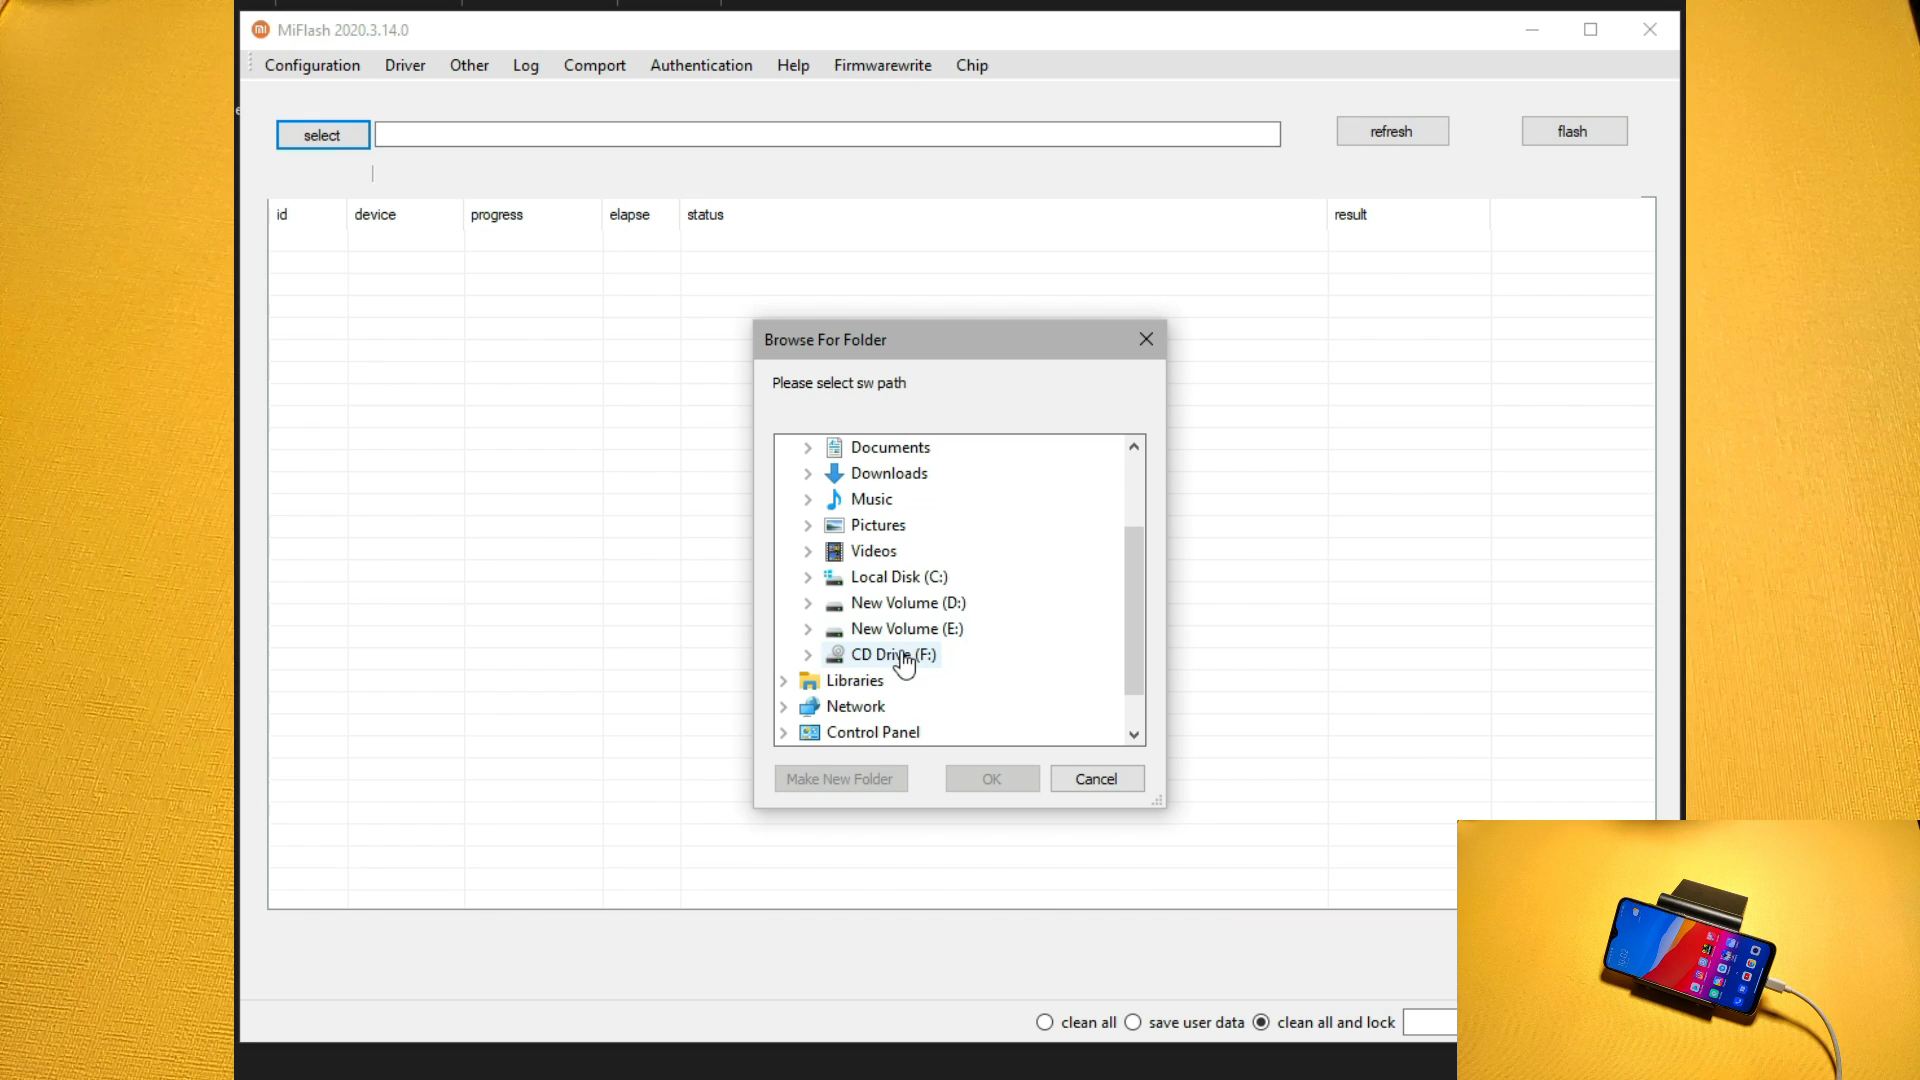 MiFlash 2020.3.14.0
Configuration Driver Other Log Comport Authentication Help Firmwarewrite Chip
select refresh flash
id device progress elapse status result
Browse For Folder
Please select sw path
Documents
Downloads
Music
Pictures
Videos
Local Disk (C:)
New Volume (D:)
New Volume (E:)
CD Drive (F:)
Libraries
Network
Control Panel
Make New Folder OK Cancel
clean all save user data clean all and lock